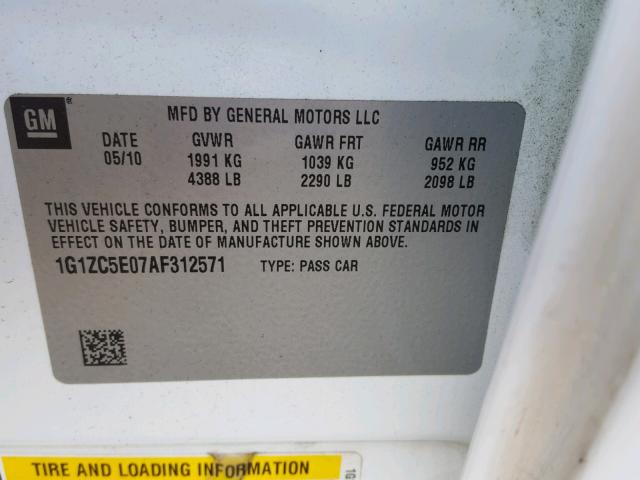 GM
MFD BY GENERAL MOTORS LLC
DATE GVWR GAWR FRT GAWR RR
05/10 1991 KG 1039 KG 952 KG
4388 LB 2290 LB 2098 LB
THIS VEHICLE CONFORMS TO ALL APPLICABLE U.S. FEDERAL MOTOR
VEHICLE SAFETY, BUMPER, AND THEFT PREVENTION STANDARDS IN
EFFECT ON THE DATE OF MANUFACTURE SHOWN ABOVE.
1G1ZC5E07AF312571 TYPE: PASS CAR
TIRE AND LOADING INFORMATION
1G